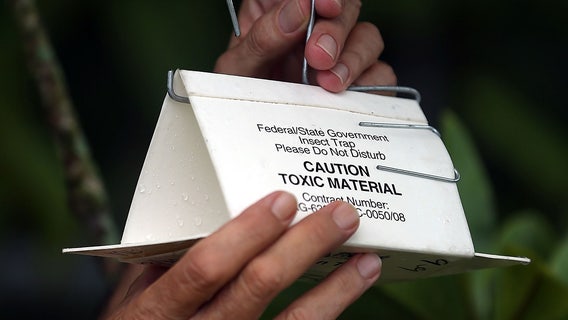 Federal/State Government
Insect Trap
Please Do Not Disturb
CAUTION
TOXIC MATERIAL
Contract Number: